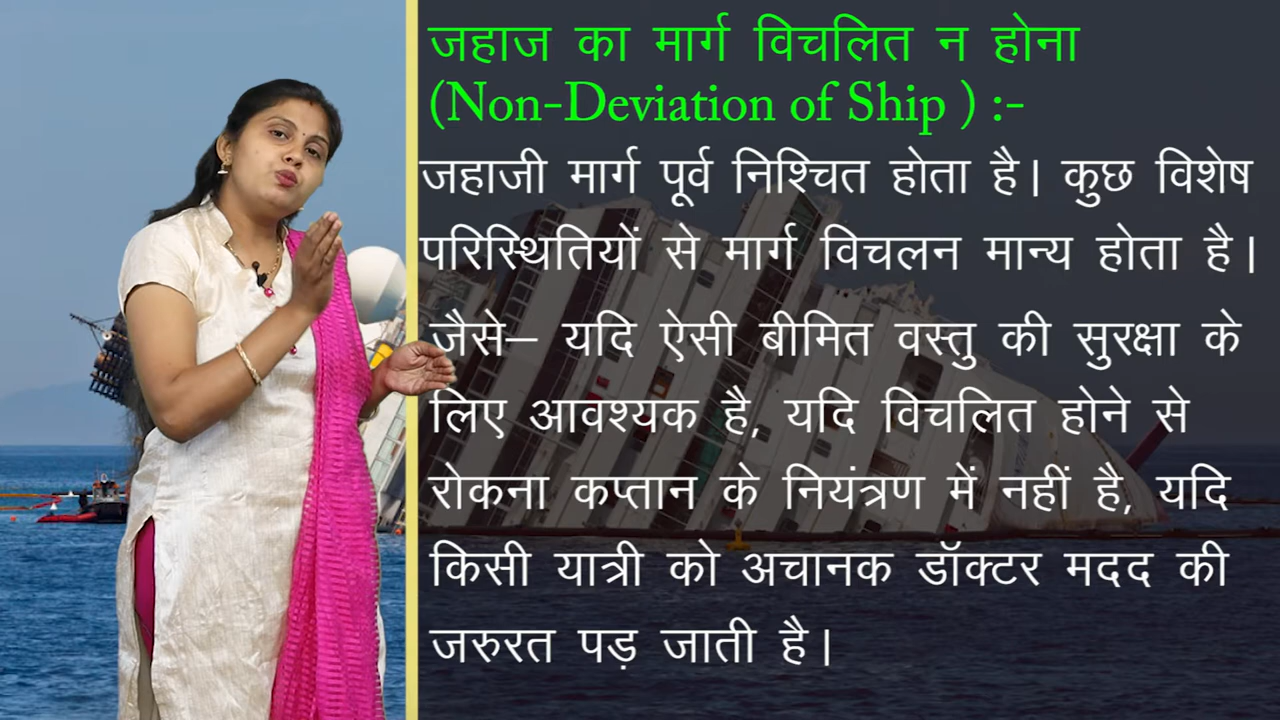 जहाज का मार्ग विचलित न होना
(Non-Deviation of Ship ) :-
जहाजी मार्ग पूर्व निश्चित होता है। कुछ विशेष
परिस्थितियों से मार्ग विचलन मान्य होता है।
जैसे– यदि ऐसी बीमित वस्तु की सुरक्षा के
लिए आवश्यक है, यदि विचलित होने से
रोकना कप्तान के नियंत्रण में नहीं है, यदि
किसी यात्री को अचानक डॉक्टर मदद की
जरुरत पड़ जाती है।